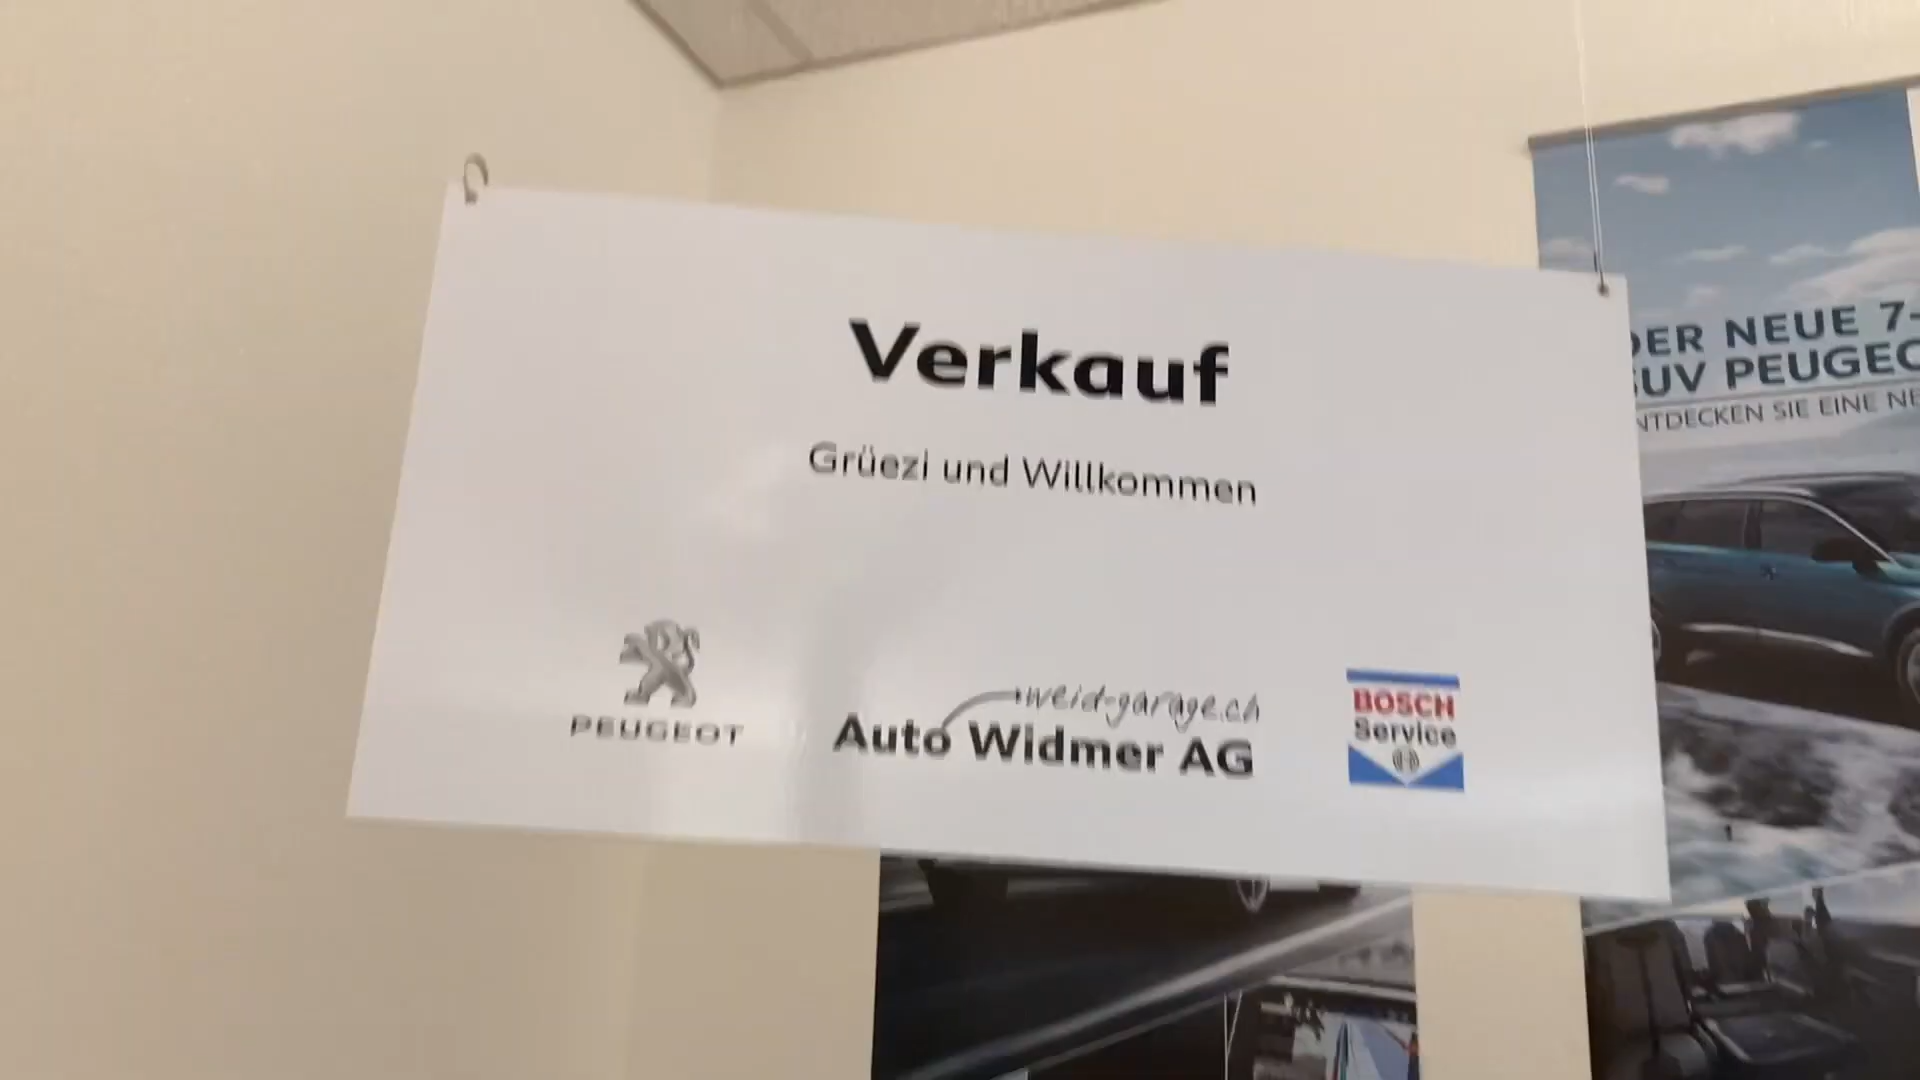 Verkauf
Grüezi und Willkommen
PEUGEOT
weid-garage.ch
Auto Widmer AG
BOSCH
Service
DER NEUE 7-
SUV PEUGEO
NTDECKEN SIE EINE NE